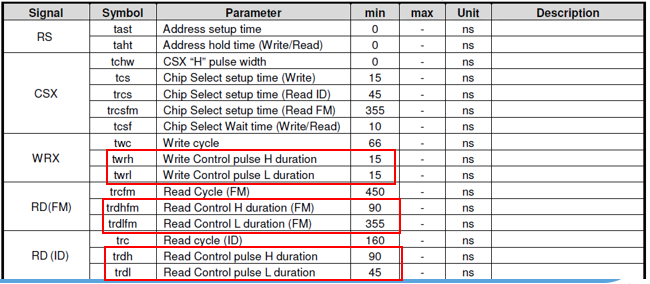 Signal Symbol Parameter min max Unit Description
RS tast Address setup time 0 - ns
taht Address hold time (Write/Read) 0 - ns
CSX tchw CSX “H” pulse width 0 - ns
tcs Chip Select setup time (Write) 15 - ns
trcs Chip Select setup time (Read ID) 45 - ns
trcsfm Chip Select setup time (Read FM) 355 - ns
tcsf Chip Select Wait time (Write/Read) 10 - ns
WRX twc Write cycle 66 - ns
twrh Write Control pulse H duration 15 - ns
twrl Write Control pulse L duration 15 - ns
RD(FM) trcfm Read Cycle (FM) 450 - ns
trdhfm Read Control H duration (FM) 90 - ns
trdlfm Read Control L duration (FM) 355 - ns
RD (ID) trc Read cycle (ID) 160 - ns
trdh Read Control pulse H duration 90 - ns
trdl Read Control pulse L duration 45 - ns